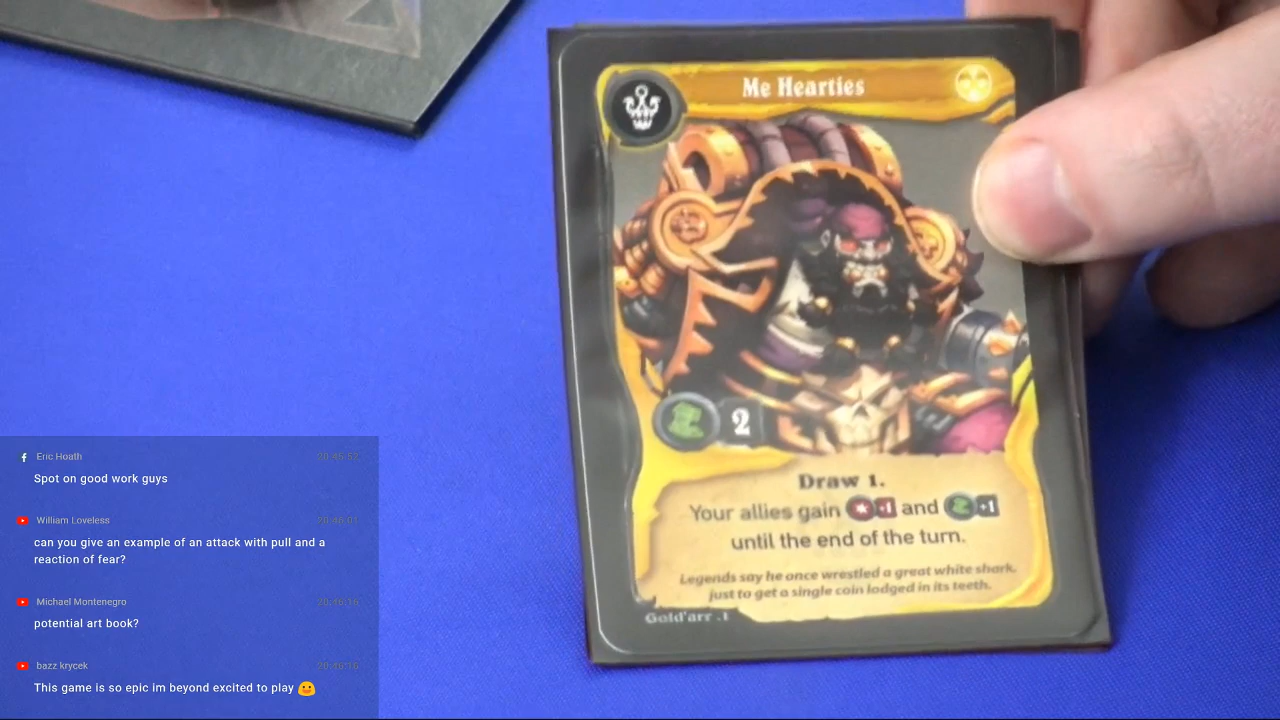 Me Hearties
2
Draw 1.
Your allies gain +1 and +1
until the end of the turn.
Legends say he once wrestled a great white shark.
just to get a single coin lodged in its teeth.
Gold'arr .1
Eric Hoath
Spot on good work guys
William Loveless
can you give an example of an attack with pull and a
reaction of fear?
Michael Montenegro
potential art book?
bazz krycek
This game is so epic im beyond excited to play